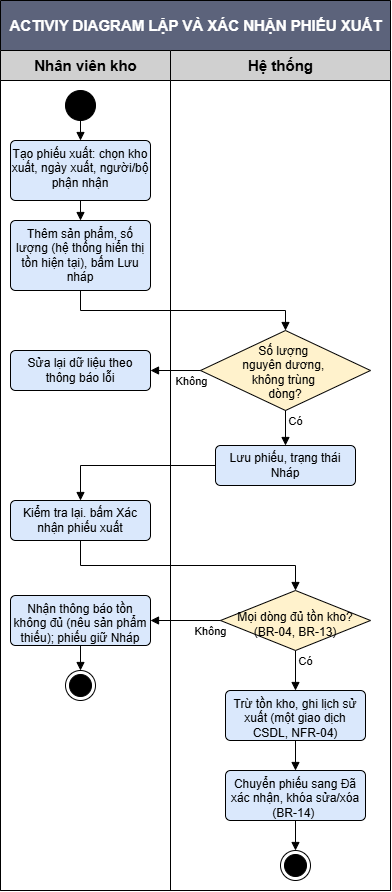 ACTIVIY DIAGRAM LẬP VÀ XÁC NHẬN PHIẾU XUẤT
Nhân viên kho
Hệ thống
Tạo phiếu xuất: chọn kho
xuất, ngày xuất, người/bộ
phận nhận
Thêm sản phẩm, số
lượng (hệ thống hiển thị
tồn hiện tại), bấm Lưu
nháp
Số lượng
nguyên dương,
không trùng
dòng?
Không
Sửa lại dữ liệu theo
thông báo lỗi
Có
Lưu phiếu, trạng thái
Nháp
Kiểm tra lại. bấm Xác
nhận phiếu xuất
Mọi dòng đủ tồn kho?
(BR-04, BR-13)
Không
Nhận thông báo tồn
không đủ (nêu sản phẩm
thiếu); phiếu giữ Nháp
Có
Trừ tồn kho, ghi lịch sử
xuất (một giao dịch
CSDL, NFR-04)
Chuyển phiếu sang Đã
xác nhận, khóa sửa/xóa
(BR-14)